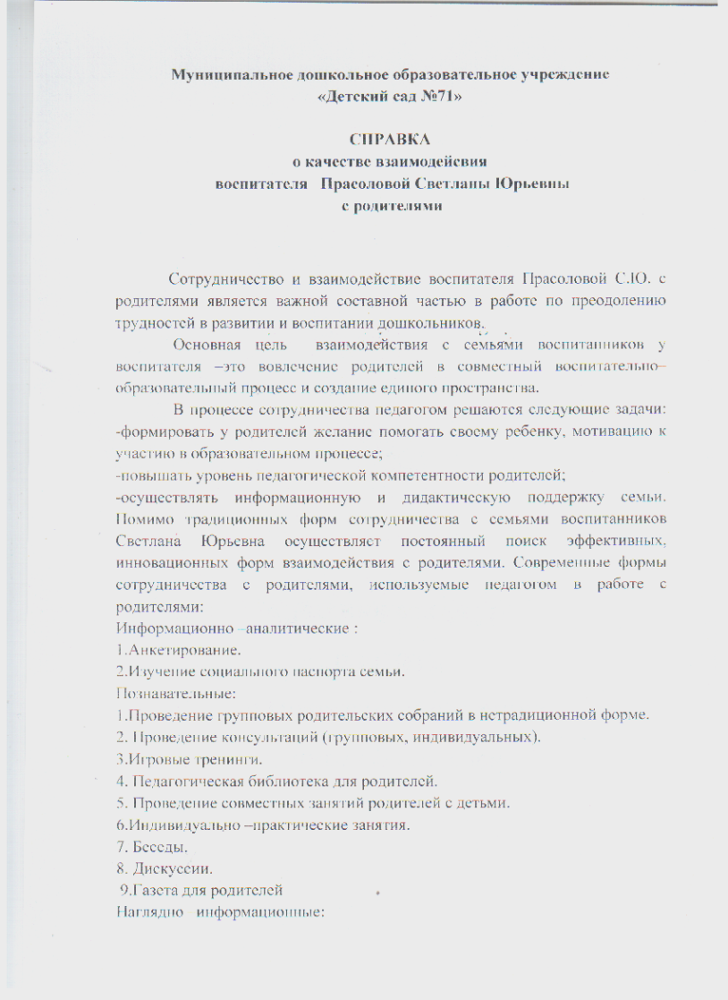 Муниципальное дошкольное образовательное учреждение
«Детский сад №71»
СПРАВКА
о качестве взаимодейсвия
воспитателя Прасоловой Светланы Юрьевны
с родителями
Сотрудничество и взаимодействие воспитателя Прасоловой С.Ю. с
родителями является важной составной частью в работе по преодолению
трудностей в развитии и воспитании дошкольников.
Основная цель взаимодействия с семьями воспитанников у
воспитателя –это вовлечение родителей в совместный воспитательно–
образовательный процесс и создание единого пространства.
В процессе сотрудничества педагогом решаются следующие задачи:
-формировать у родителей желание помогать своему ребенку, мотивацию к
участию в образовательном процессе;
-повышать уровень педагогической компетентности родителей;
-осуществлять информационную и дидактическую поддержку семьи.
Помимо традиционных форм сотрудничества с семьями воспитанников
Светлана Юрьевна осуществляет постоянный поиск эффективных,
инновационных форм взаимодействия с родителями. Современные формы
сотрудничества с родителями, используемые педагогом в работе с
родителями:
Информационно –аналитические :
1.Анкетирование.
2.Изучение социального паспорта семьи.
Познавательные:
1.Проведение групповых родительских собраний в нетрадиционной форме.
2. Проведение консультаций (групповых, индивидуальных).
3.Игровые тренинги.
4. Педагогическая библиотека для родителей.
5. Проведение совместных занятий родителей с детьми.
6.Индивидуально –практические занятия.
7. Беседы.
8. Дискуссии.
9.Газета для родителей
Наглядно информационные: